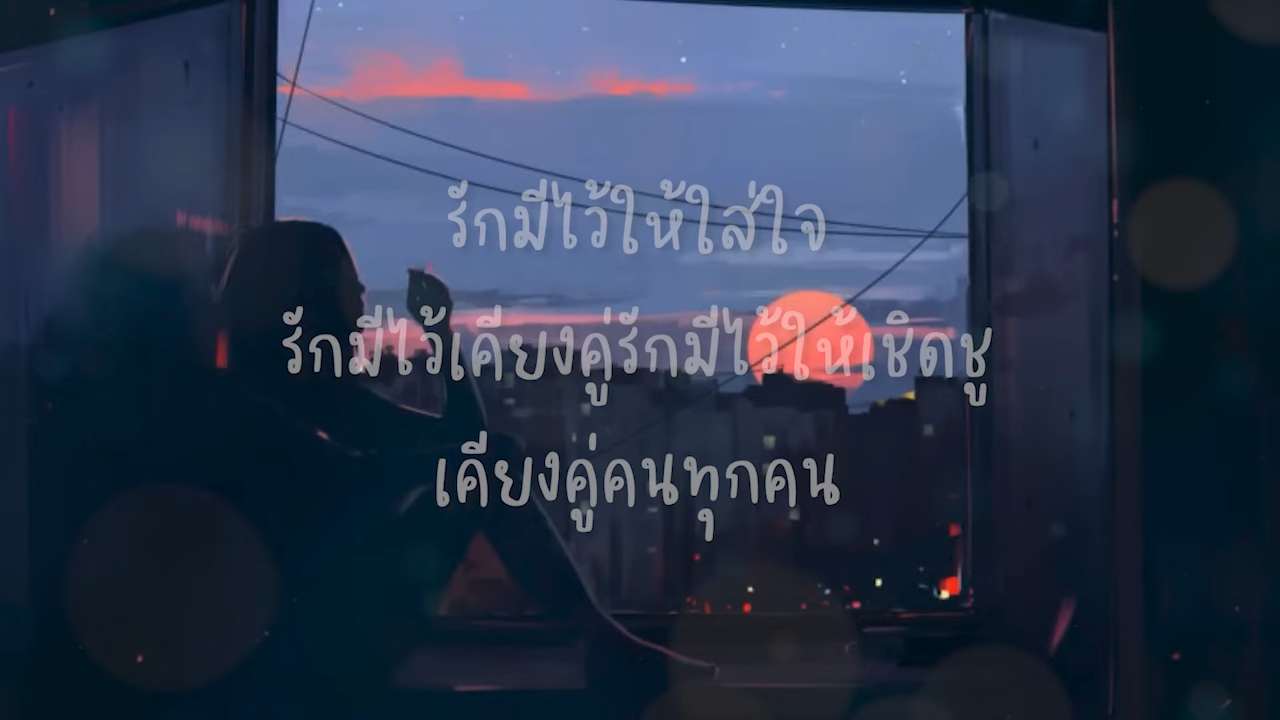 รักมีไว้ให้ใส่ใจ
รักมีไว้เคียงคู่รักมีไว้ให้เชิดชู
เคียงคู่คนทุกคน